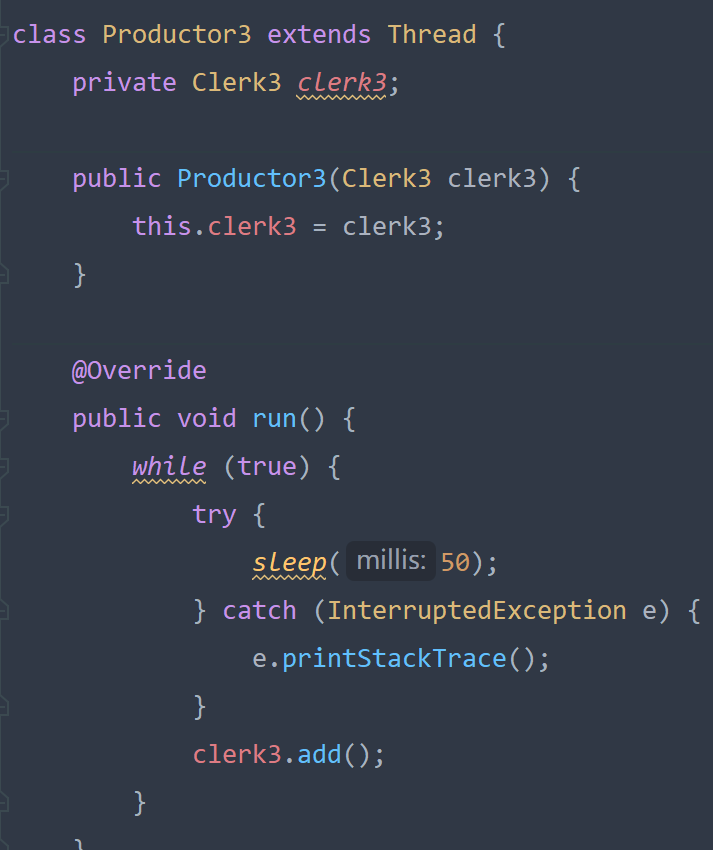 class Productor3 extends Thread {
    private Clerk3 clerk3;

    public Productor3(Clerk3 clerk3) {
        this.clerk3 = clerk3;
    }

    @Override
    public void run() {
        while (true) {
            try {
                sleep( millis: 50);
            } catch (InterruptedException e) {
                e.printStackTrace();
            }
            clerk3.add();
        }
    }